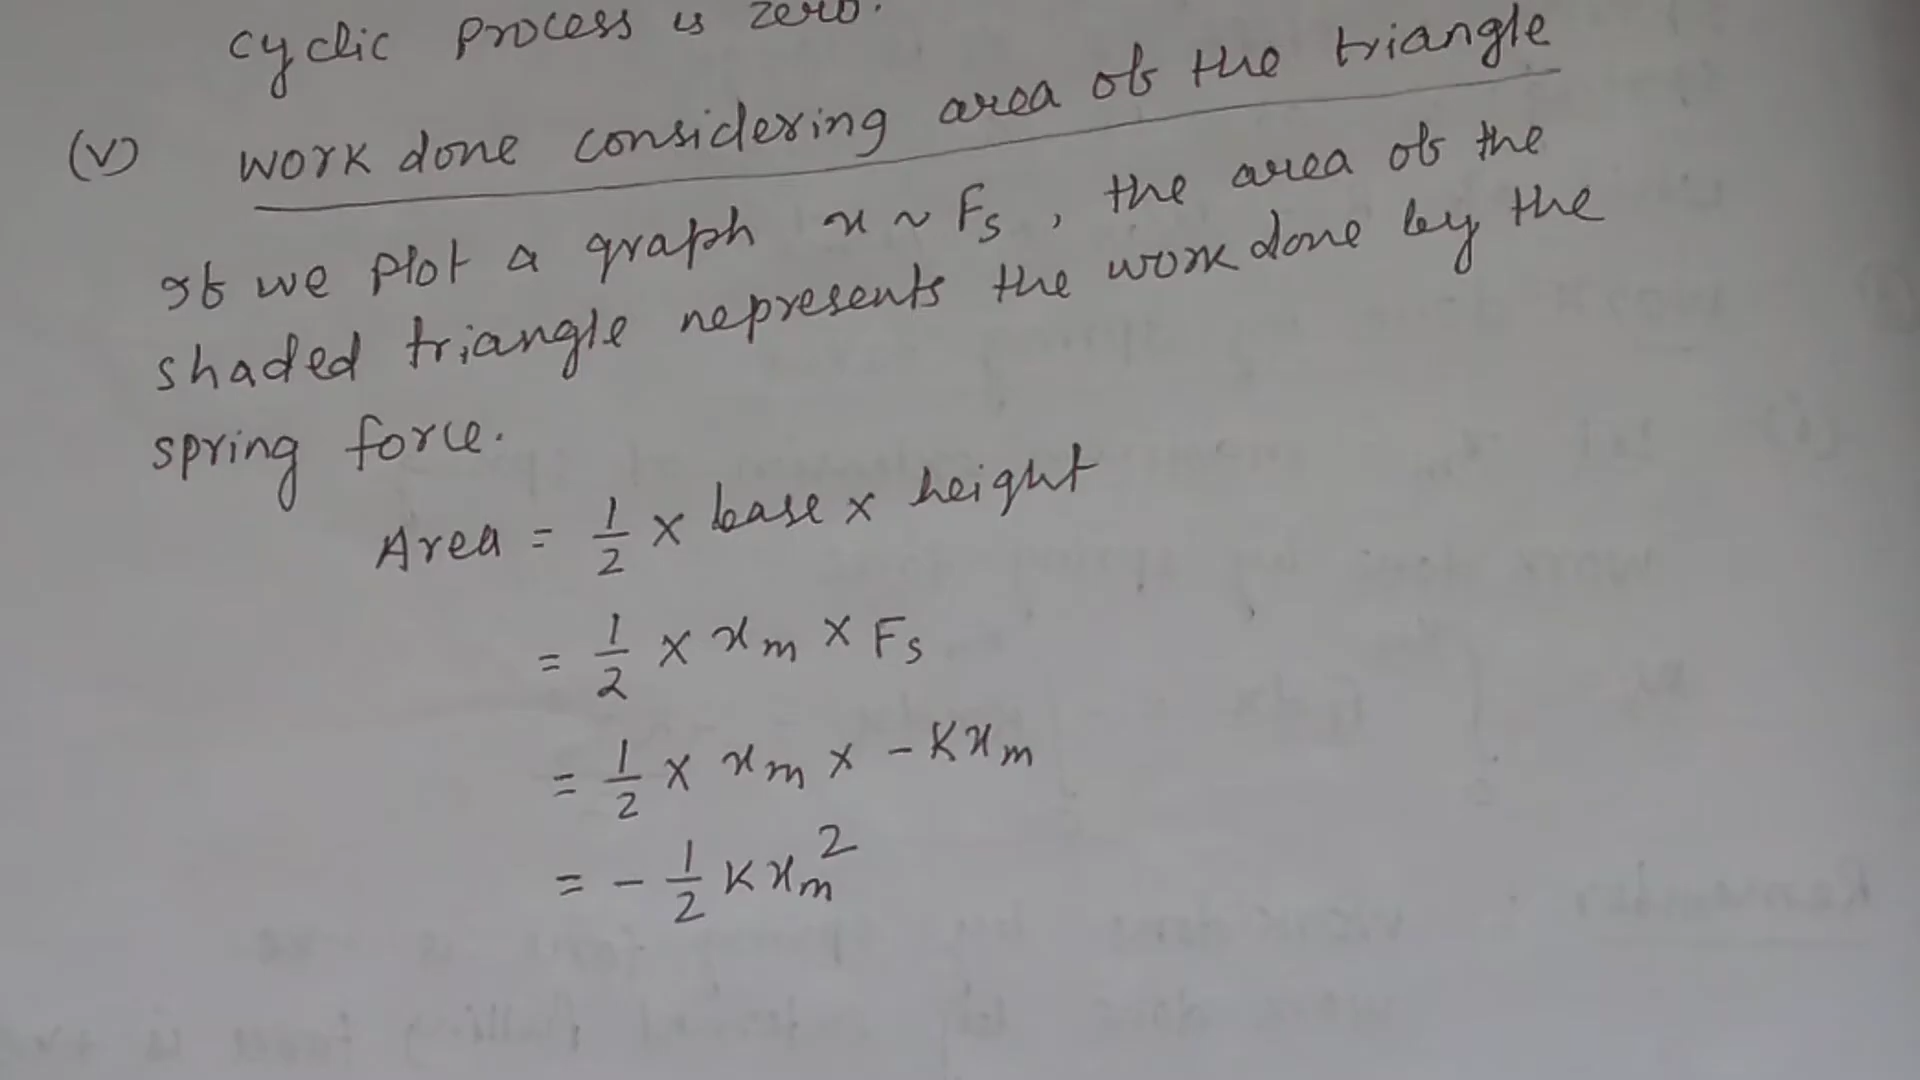 cyclic process is zero.
(v) work done considering area of the triangle
If we plot a graph x ~ Fs, the area of the
shaded triangle represents the work done by the
spring force.
Area = 1/2 × base × height
= 1/2 × xm × Fs
= 1/2 × xm × -Kxm
= - 1/2 Kxm²